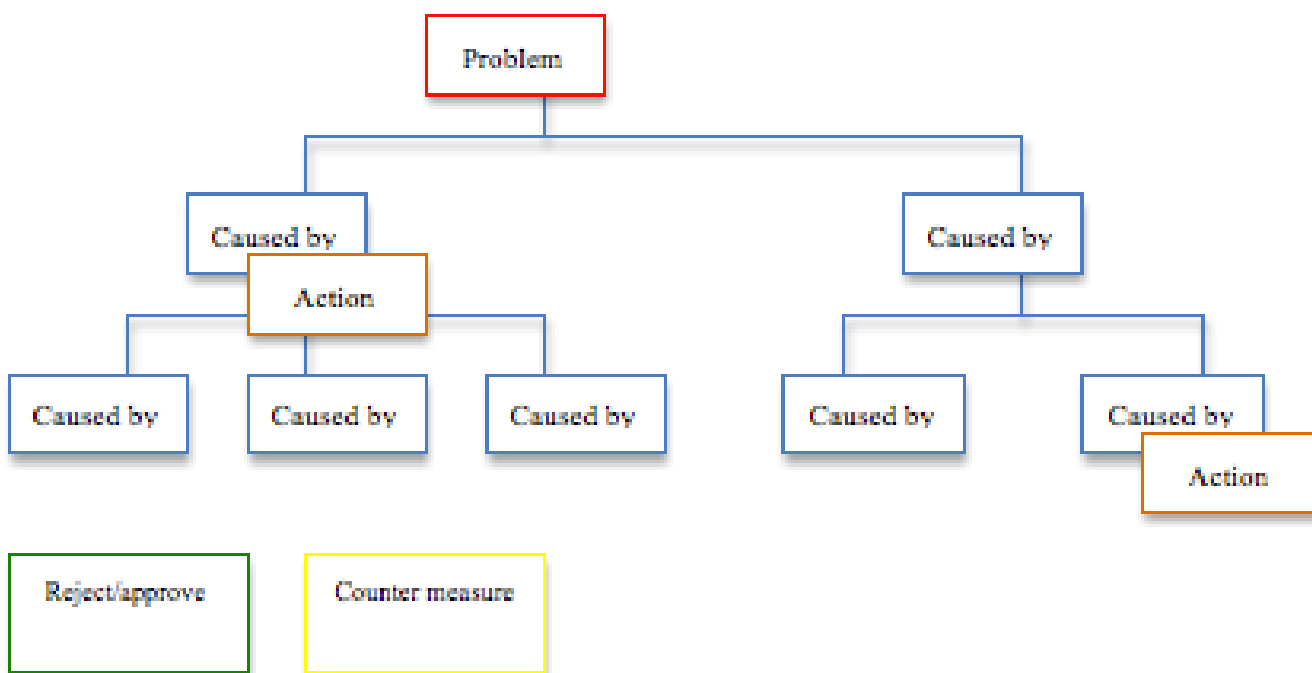 Problem
Caused by
Caused by
Action
Caused by
Caused by
Caused by
Caused by
Caused by
Action
Reject/approve
Counter measure